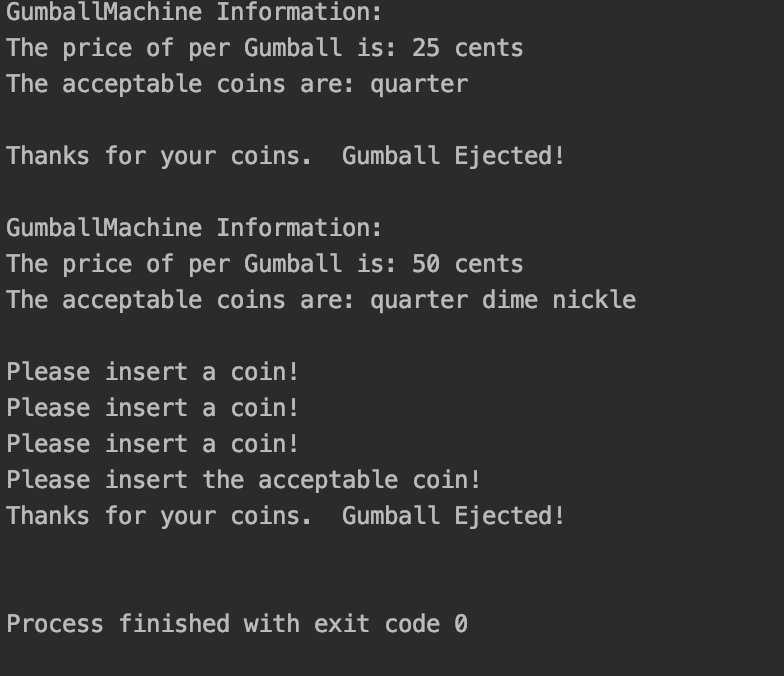 GumballMachine Information:
The price of per Gumball is: 25 cents
The acceptable coins are: quarter
Thanks for your coins.  Gumball Ejected!
GumballMachine Information:
The price of per Gumball is: 50 cents
The acceptable coins are: quarter dime nickle
Please insert a coin!
Please insert a coin!
Please insert a coin!
Please insert the acceptable coin!
Thanks for your coins.  Gumball Ejected!
Process finished with exit code 0